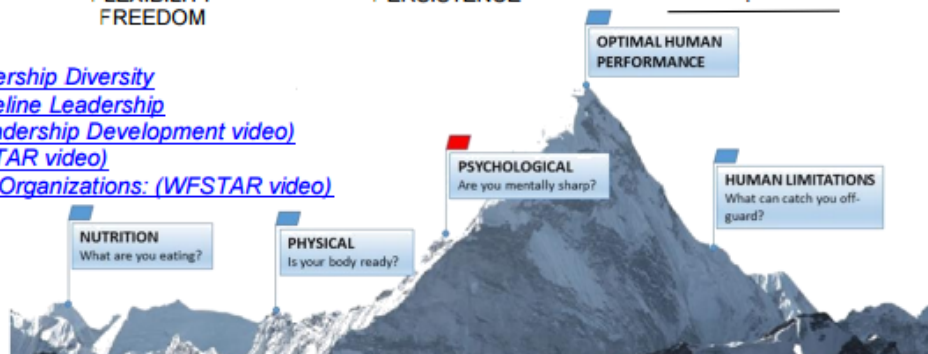 FREEDOM
OPTIMAL HUMAN
PERFORMANCE
ership Diversity
eline Leadership
adership Development video)
TAR video)
Organizations: (WFSTAR video)
PSYCHOLOGICAL
Are you mentally sharp?
HUMAN LIMITATIONS
What can catch you off-
guard?
NUTRITION
What are you eating?
PHYSICAL
Is your body ready?